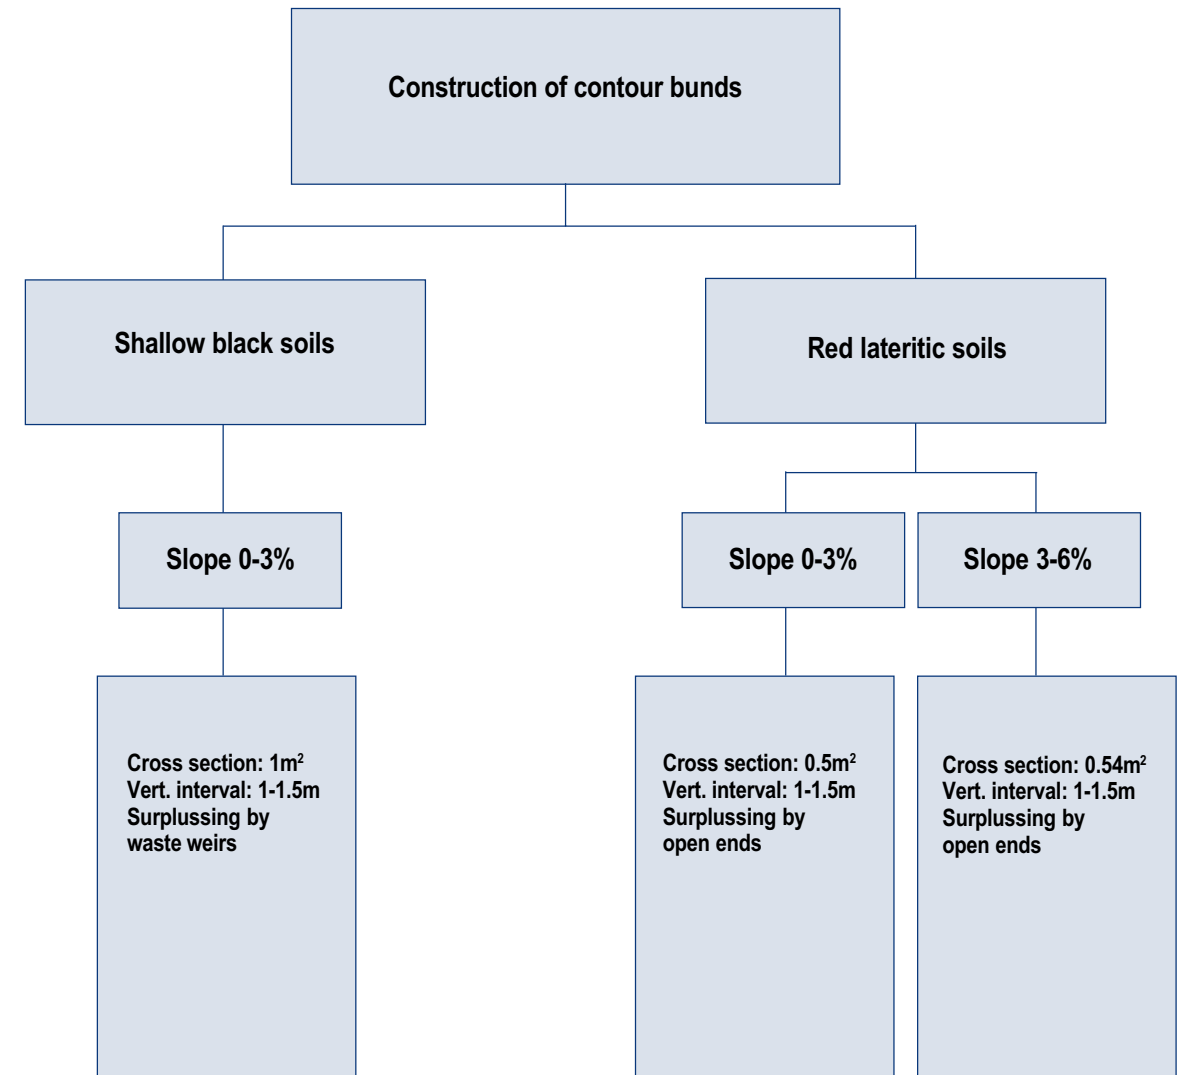 Construction of contour bunds
Shallow black soils
Red lateritic soils
Slope 0-3%
Slope 0-3%
Slope 3-6%
Cross section: 1m²
Vert. interval: 1-1.5m
Surplussing by
waste weirs
Cross section: 0.5m²
Vert. interval: 1-1.5m
Surplussing by
open ends
Cross section: 0.54m²
Vert. interval: 1-1.5m
Surplussing by
open ends